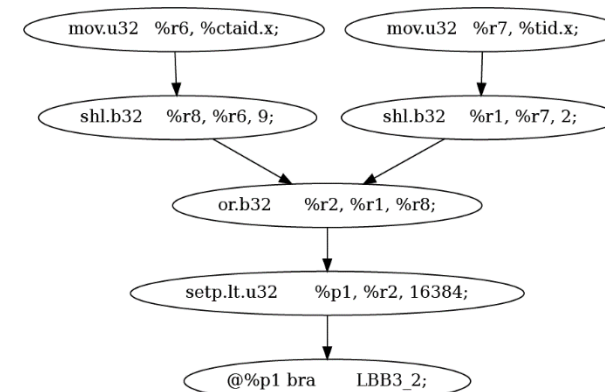 mov.u32 %r6, %ctaid.x;
mov.u32 %r7, %tid.x;
shl.b32 %r8, %r6, 9;
shl.b32 %r1, %r7, 2;
or.b32 %r2, %r1, %r8;
setp.lt.u32 %p1, %r2, 16384;
@%p1 bra LBB3_2;